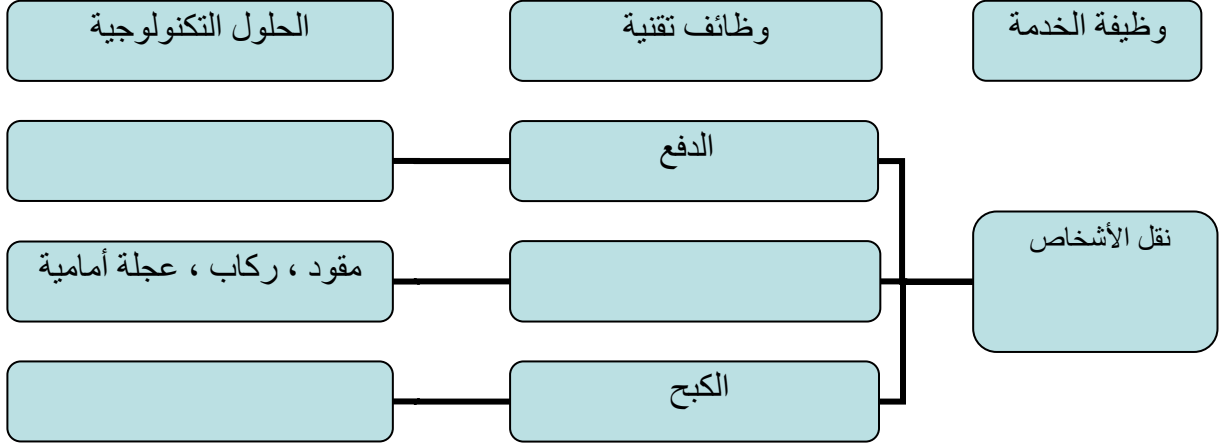 وظيفة الخدمة
وظائف تقنية
الحلول التكنولوجية
الدفع
نقل الأشخاص
مقود ، ركاب ، عجلة أمامية
الكبح